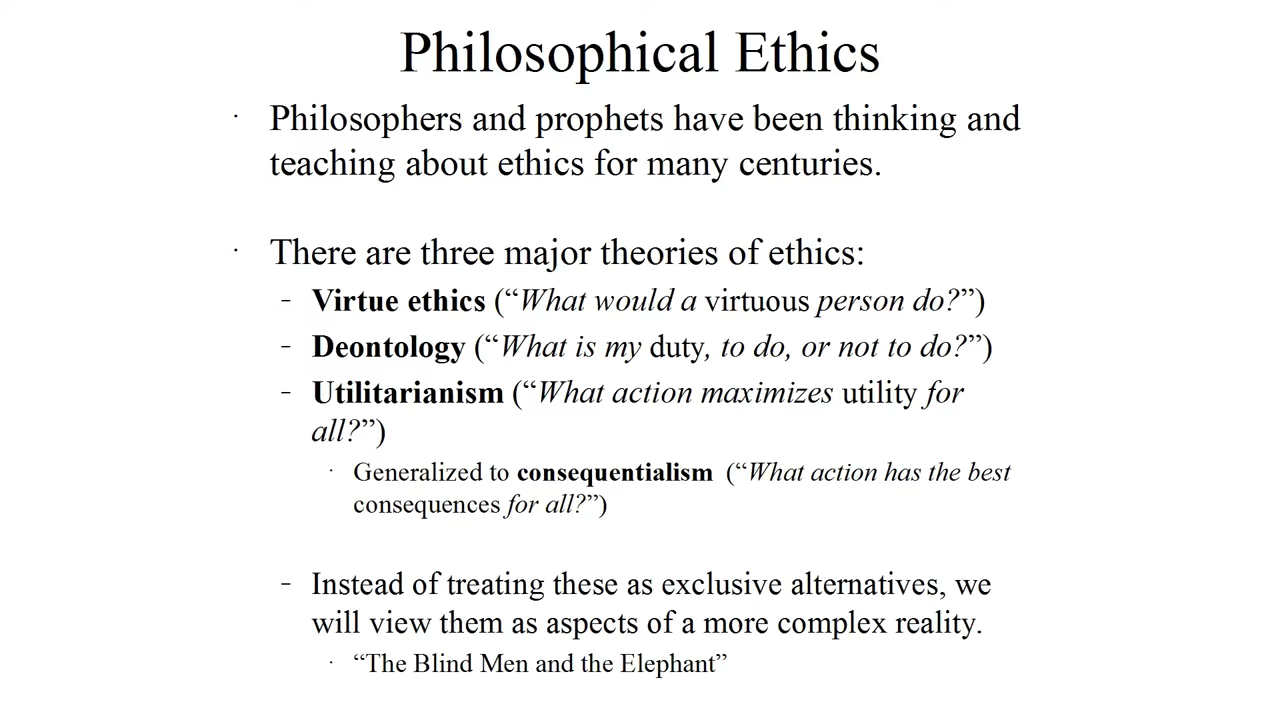 Philosophical Ethics
· Philosophers and prophets have been thinking and
teaching about ethics for many centuries.
· There are three major theories of ethics:
– Virtue ethics (“What would a virtuous person do?”)
– Deontology (“What is my duty, to do, or not to do?”)
– Utilitarianism (“What action maximizes utility for
all?”)
· Generalized to consequentialism (“What action has the best
consequences for all?”)
– Instead of treating these as exclusive alternatives, we
will view them as aspects of a more complex reality.
· “The Blind Men and the Elephant”